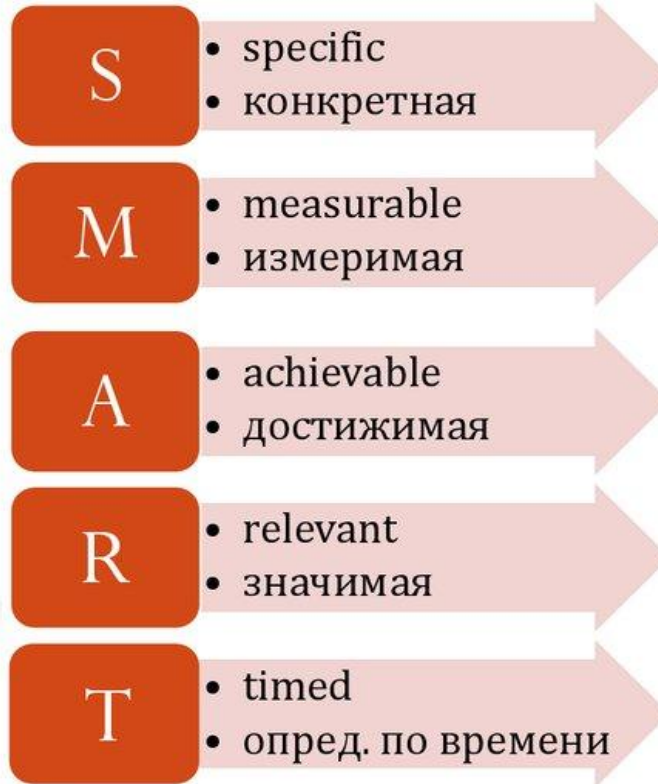 S
• specific
• конкретная
M
• measurable
• измеримая
A
• achievable
• достижимая
R
• relevant
• значимая
T
• timed
• опред. по времени